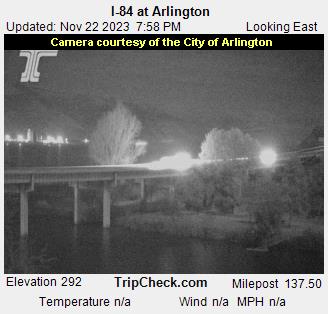 I-84 at Arlington
Updated: Nov 22 2023 7:58 PM Looking East
Camera courtesy of the City of Arlington
Elevation 292 TripCheck.com Milepost 137.50
Temperature n/a Wind n/a MPH n/a